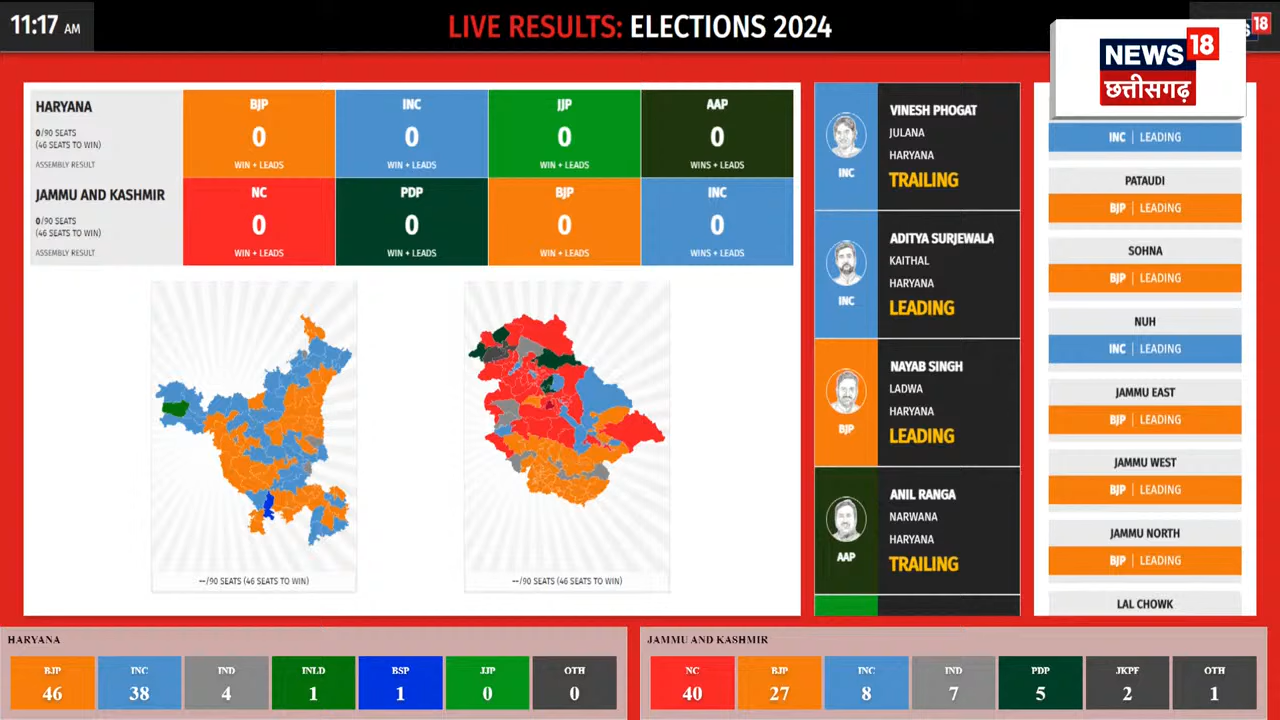 11:17 AM
LIVE RESULTS: ELECTIONS 2024
18
NEWS 18
छत्तीसगढ़
HARYANA
0/90 SEATS
(46 SEATS TO WIN)
ASSEMBLY RESULT
BJP
0
WIN + LEADS
INC
0
WIN + LEADS
JJP
0
WIN + LEADS
AAP
0
WINS + LEADS
JAMMU AND KASHMIR
0/90 SEATS
(46 SEATS TO WIN)
ASSEMBLY RESULT
NC
0
WIN + LEADS
PDP
0
WIN + LEADS
BJP
0
WIN + LEADS
INC
0
WINS + LEADS
--/90 SEATS (46 SEATS TO WIN)
--/90 SEATS (46 SEATS TO WIN)
INC
VINESH PHOGAT
JULANA
HARYANA
TRAILING
INC
ADITYA SURJEWALA
KAITHAL
HARYANA
LEADING
BJP
NAYAB SINGH
LADWA
HARYANA
LEADING
AAP
ANIL RANGA
NARWANA
HARYANA
TRAILING
INC | LEADING
PATAUDI
BJP | LEADING
SOHNA
BJP | LEADING
NUH
INC | LEADING
JAMMU EAST
BJP | LEADING
JAMMU WEST
BJP | LEADING
JAMMU NORTH
BJP | LEADING
LAL CHOWK
HARYANA
BJP
46
INC
38
IND
4
INLD
1
BSP
1
JJP
0
OTH
0
JAMMU AND KASHMIR
NC
40
BJP
27
INC
8
IND
7
PDP
5
JKPF
2
OTH
1